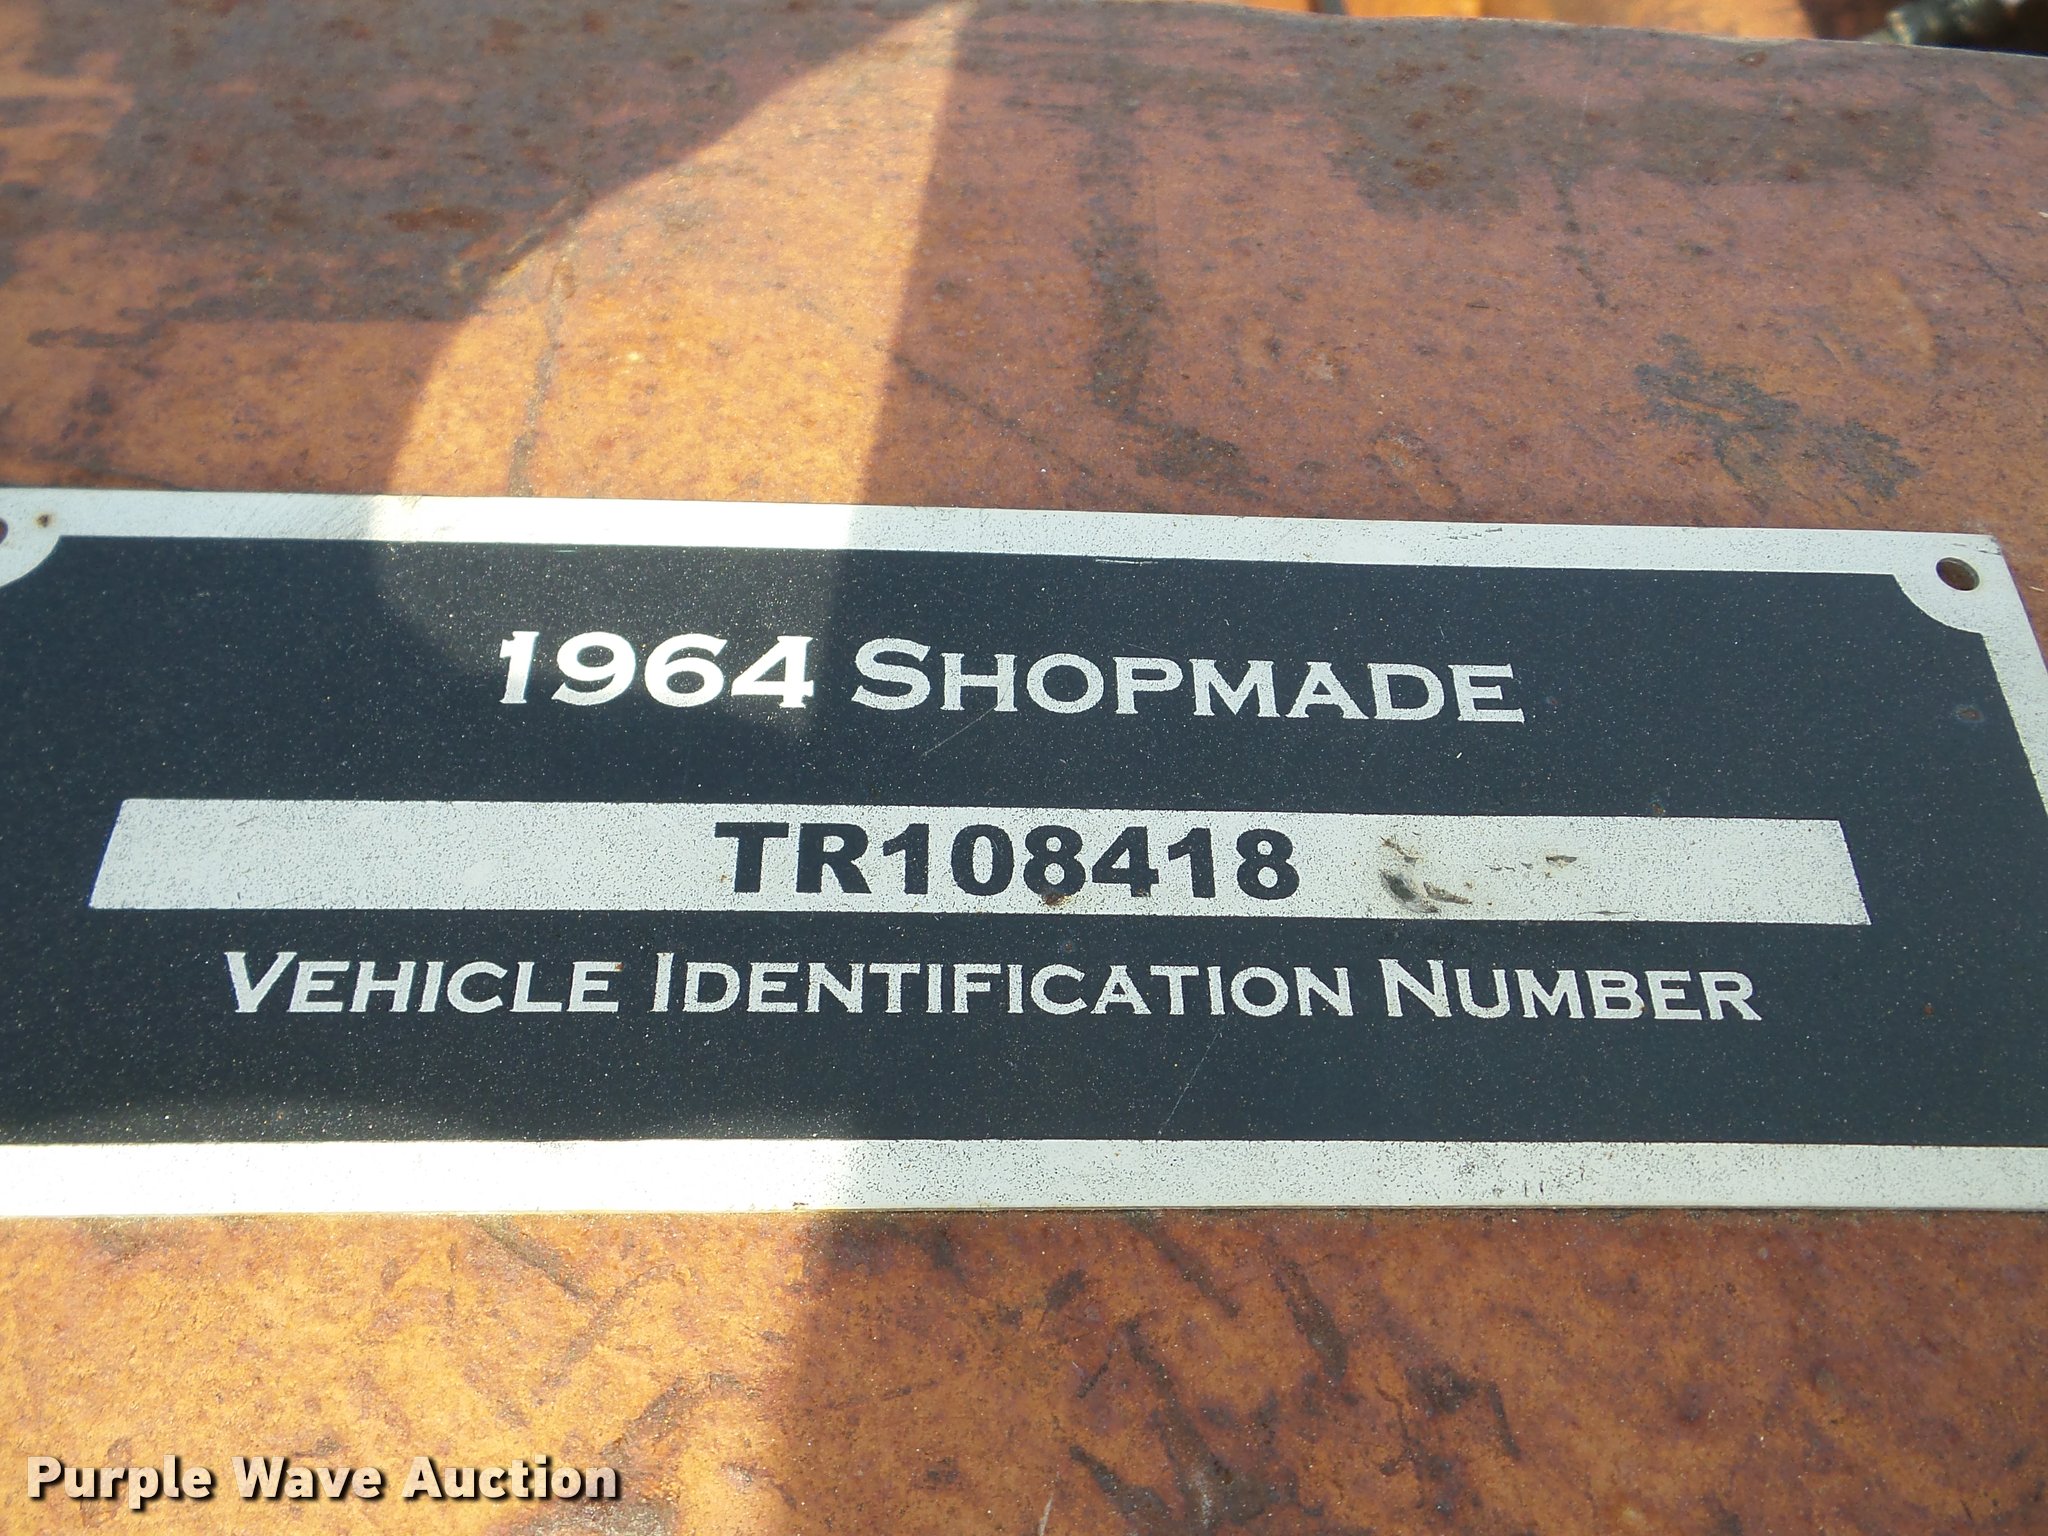 1964 SHOPMADE
TR108418
VEHICLE IDENTIFICATION NUMBER
Purple Wave Auction